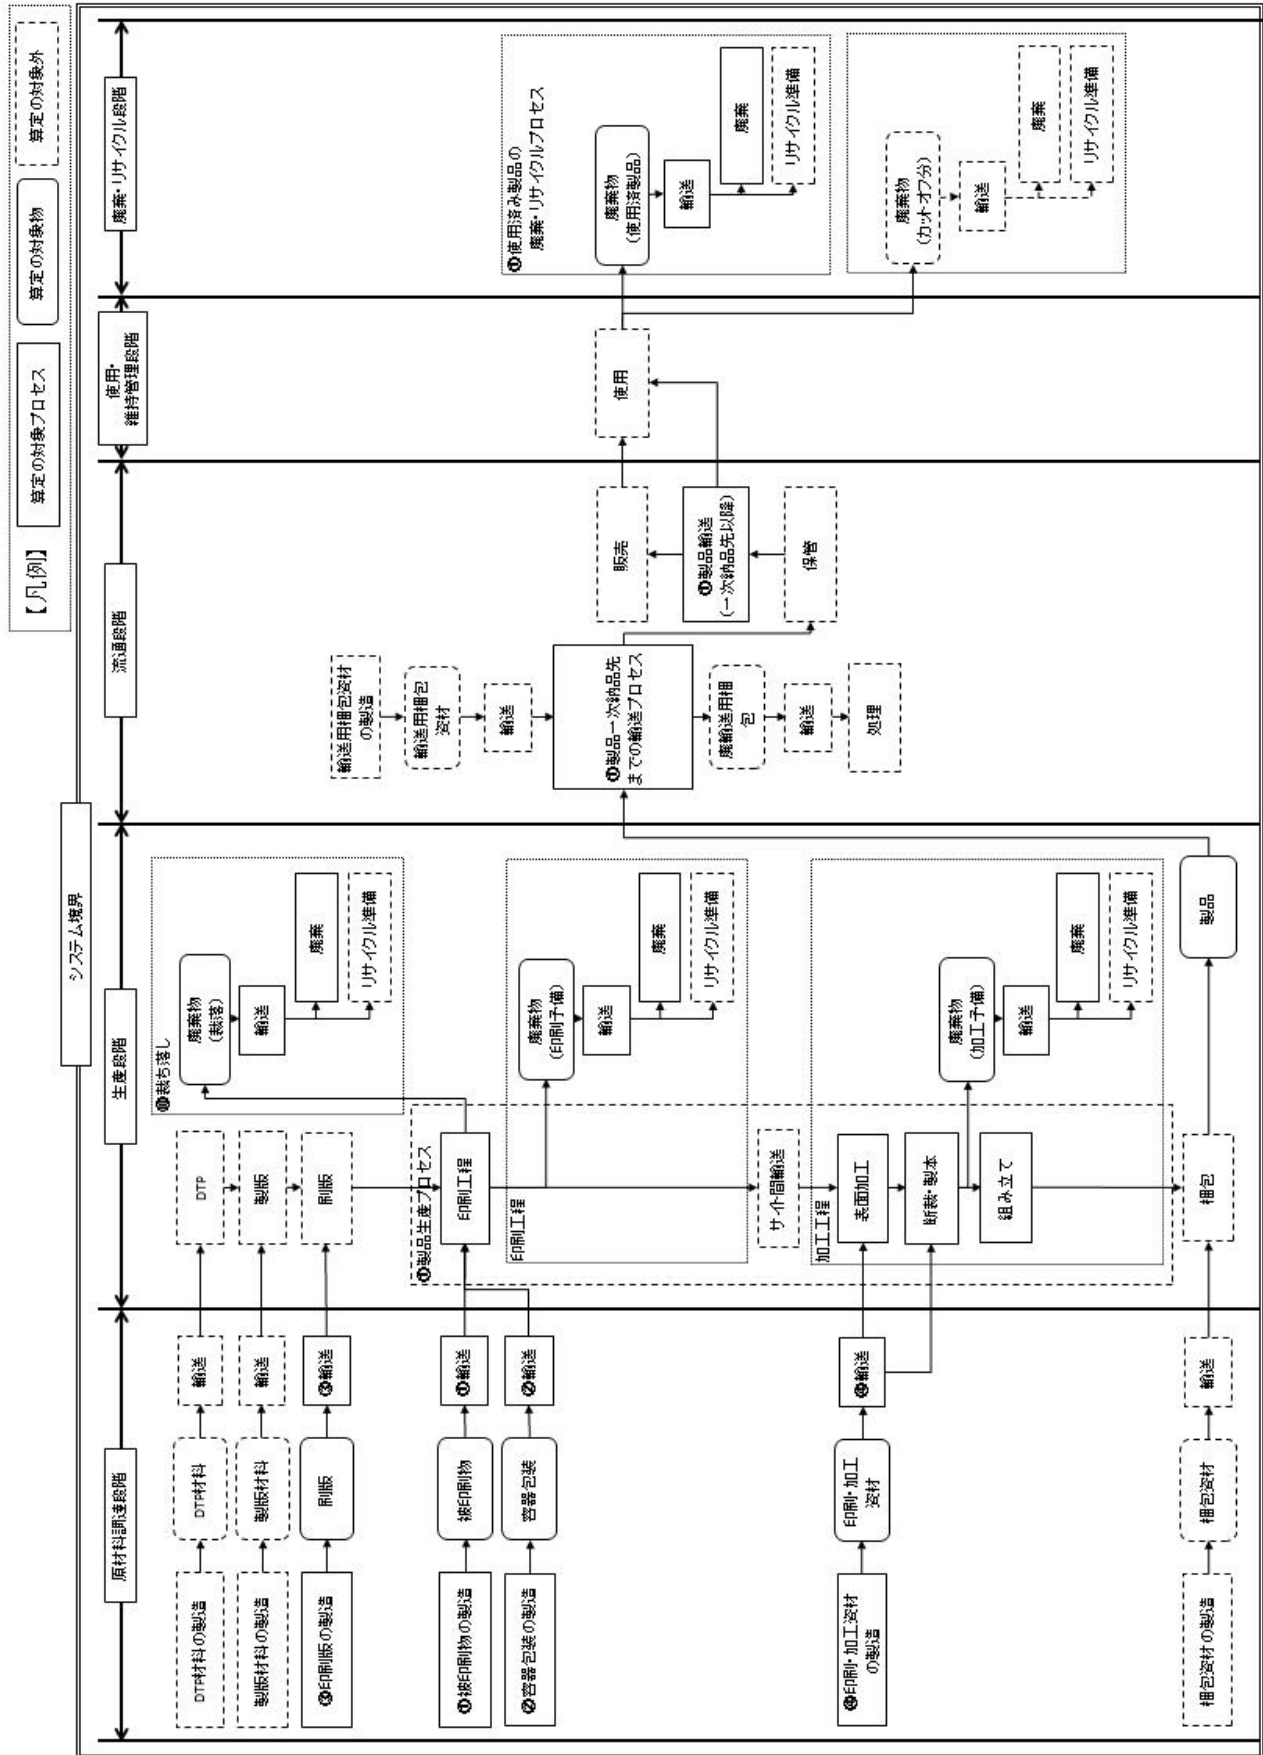 【凡例】
算定の対象プロセス
算定の対象物
算定の対象外
システム境界
原材料調達段階
生産段階
流通段階
使用・
維持管理段階
廃棄・リサイクル段階
DTP材料の製造
DTP材料
輸送
DTP
製版材料の製造
製版材料
輸送
製版
③印刷版の製造
刷版
③輸送
刷版
①被印刷物の製造
被印刷物
①輸送
②容器包装の製造
容器包装
②輸送
印刷・加工資材
の製造
印刷・加工
資材
輸送
梱包資材の製造
梱包資材
輸送
梱包
製品
裁ち落し
廃棄物
(裁落)
輸送
廃棄
リサイクル準備
製品生産プロセス
印刷工程
印刷工程
廃棄物
(印刷予備)
輸送
廃棄
リサイクル準備
サイト間輸送
加工工程
表面加工
断裁・製本
組み立て
廃棄物
(加工予備)
輸送
廃棄
リサイクル準備
輸送用梱包資材
の製造
輸送用梱包
資材
輸送
製品一次納品先
までの輸送プロセス
廃輸送用梱
包
輸送
処理
販売
製品輸送
(一次納品先以降)
保管
使用
使用済み製品の
廃棄・リサイクルプロセス
廃棄物
(使用済製品)
輸送
廃棄
リサイクル準備
廃棄物
(カットオフ分)
輸送
廃棄
リサイクル準備